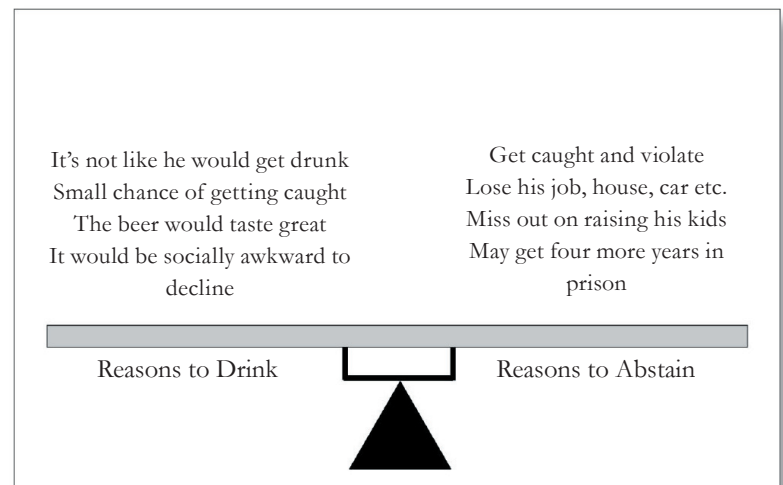 It’s not like he would get drunk
Small chance of getting caught
The beer would taste great
It would be socially awkward to
decline
Get caught and violate
Lose his job, house, car etc.
Miss out on raising his kids
May get four more years in
prison
Reasons to Drink
Reasons to Abstain